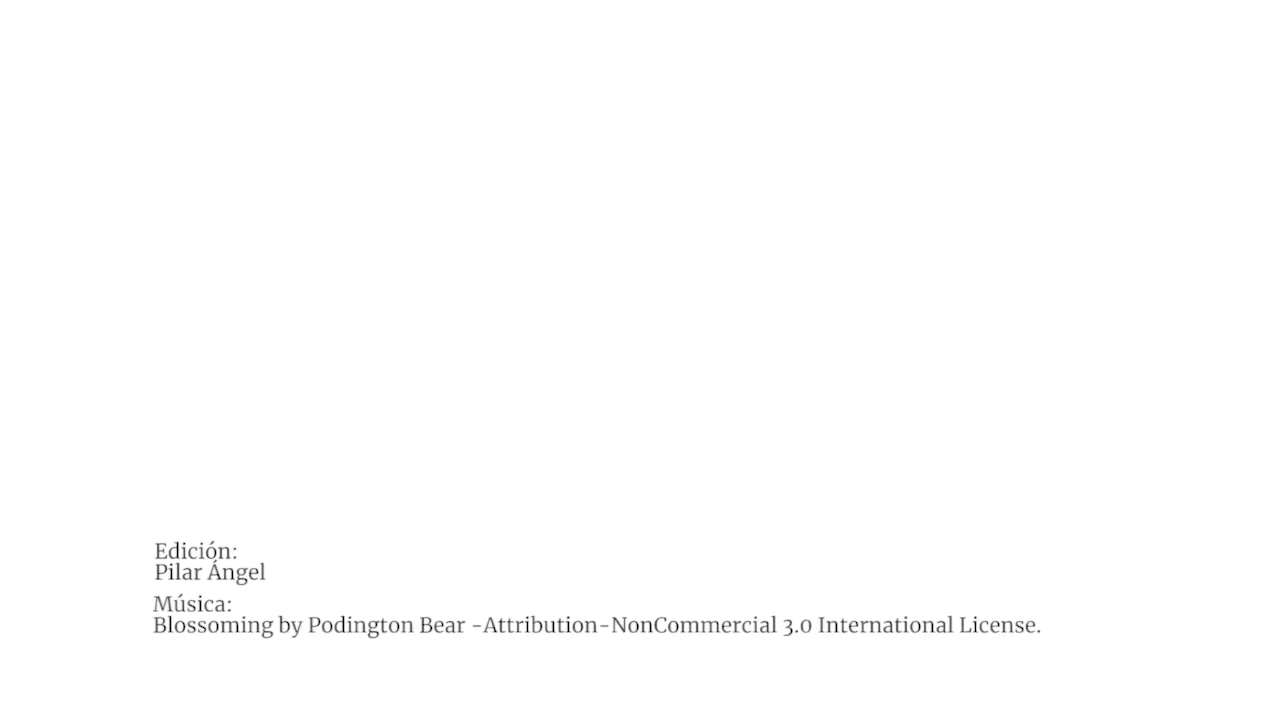 Edición:
Pilar Ángel
Música:
Blossoming by Podington Bear -Attribution-NonCommercial 3.0 International License.